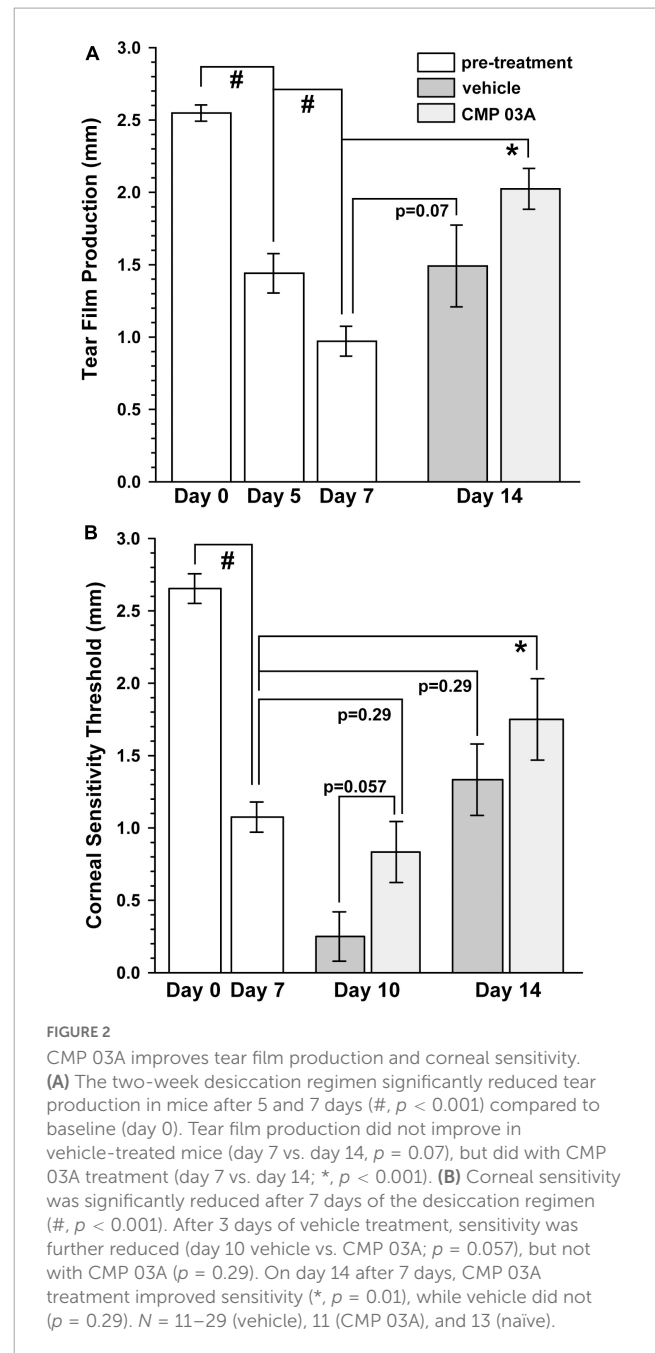 A
3.0
pre-treatment
vehicle
CMP 03A
#
#
*
p=0.07
2.5
2.0
1.5
1.0
0.5
0.0
Tear Film Production (mm)
Day 0 Day 5 Day 7 Day 14
B
3.0
#
*
p=0.29
p=0.29
p=0.057
2.5
2.0
1.5
1.0
0.5
0.0
Corneal Sensitivity Threshold (mm)
Day 0 Day 7 Day 10 Day 14
FIGURE 2
CMP 03A improves tear film production and corneal sensitivity.
(A) The two-week desiccation regimen significantly reduced tear
production in mice after 5 and 7 days (#, p < 0.001) compared to
baseline (day 0). Tear film production did not improve in
vehicle-treated mice (day 7 vs. day 14, p = 0.07), but did with CMP
03A treatment (day 7 vs. day 14; *, p < 0.001). (B) Corneal sensitivity
was significantly reduced after 7 days of the desiccation regimen
(#, p < 0.001). After 3 days of vehicle treatment, sensitivity was
further reduced (day 10 vehicle vs. CMP 03A; p = 0.057), but not
with CMP 03A (p = 0.29). On day 14 after 7 days, CMP 03A
treatment improved sensitivity (*, p = 0.01), while vehicle did not
(p = 0.29). N = 11–29 (vehicle), 11 (CMP 03A), and 13 (naïve).